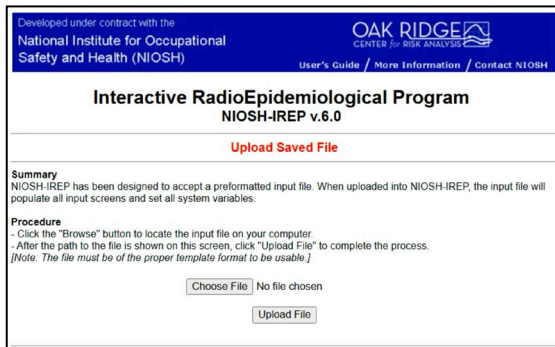 Developed under contract with the
National Institute for Occupational
Safety and Health (NIOSH)
OAK RIDGE
CENTER for RISK ANALYSIS
User's Guide / More Information / Contact NIOSH
Interactive RadioEpidemiological Program
NIOSH-IREP v.6.0
Upload Saved File
Summary
NIOSH-IREP has been designed to accept a preformatted input file. When uploaded into NIOSH-IREP, the input file will
populate all input screens and set all system variables.
Procedure
- Click the "Browse" button to locate the input file on your computer.
- After the path to the file is shown on this screen, click "Upload File" to complete the process.
[Note: The file must be of the proper template format to be usable.]
Choose File No file chosen
Upload File